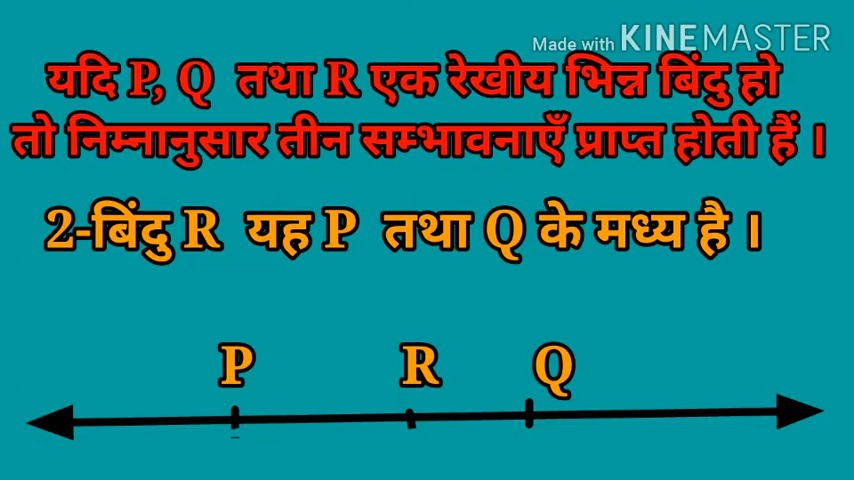 Made with KINEMASTER
यदि P, Q तथा R एक रेखीय भिन्न बिंदु हो
तो निम्नानुसार तीन सम्भावनाएँ प्राप्त होती हैं ।
2-बिंदु R यह P तथा Q के मध्य है ।
P R Q